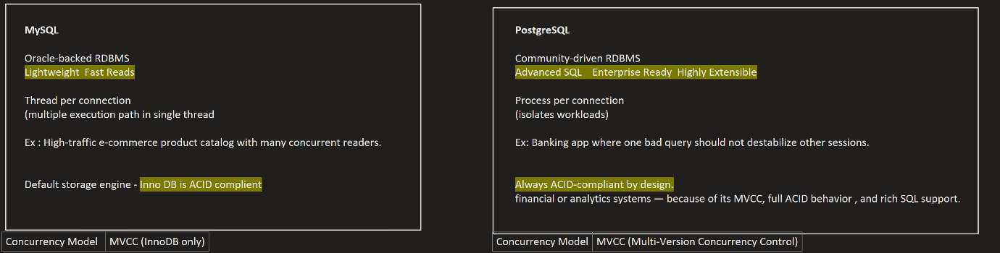 MySQL
Oracle-backed RDBMS
Lightweight  Fast Reads
Thread per connection
(multiple execution path in single thread
Ex : High-traffic e-commerce product catalog with many concurrent readers.
Default storage engine - Inno DB is ACID complient
Concurrency Model
MVCC (InnoDB only)
PostgreSQL
Community-driven RDBMS
Advanced SQL    Enterprise Ready  Highly Extensible
Process per connection
(isolates workloads)
Ex: Banking app where one bad query should not destabilize other sessions.
Always ACID-compliant by design.
financial or analytics systems — because of its MVCC, full ACID behavior , and rich SQL support.
Concurrency Model
MVCC (Multi-Version Concurrency Control)